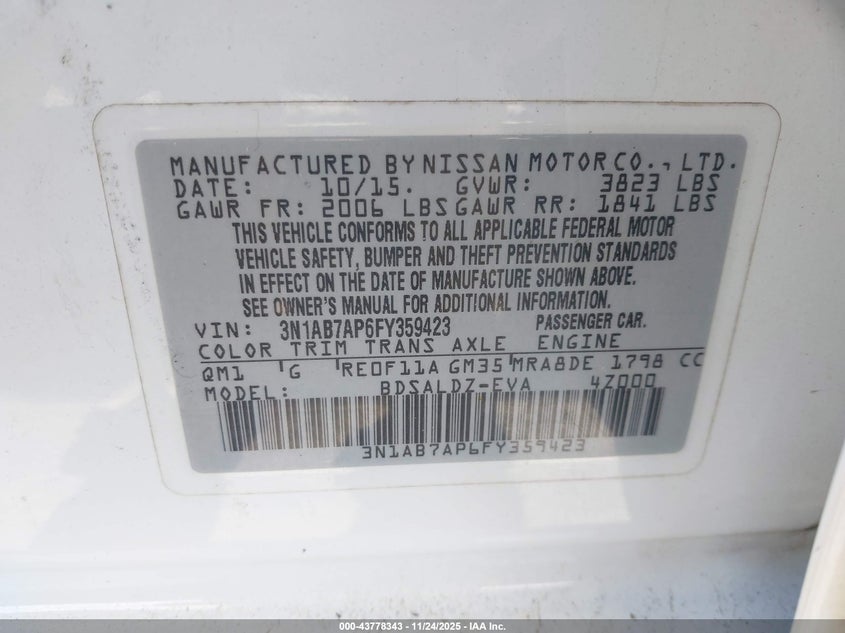 MANUFACTURED BY NISSAN MOTOR CO., LTD.
DATE: 10/15. GVWR: 3823 LBS
GAWR FR: 2006 LBS GAWR RR: 1841 LBS
THIS VEHICLE CONFORMS TO ALL APPLICABLE FEDERAL MOTOR
VEHICLE SAFETY, BUMPER AND THEFT PREVENTION STANDARDS
IN EFFECT ON THE DATE OF MANUFACTURE SHOWN ABOVE.
SEE OWNER'S MANUAL FOR ADDITIONAL INFORMATION.
VIN: 3N1AB7AP6FY359423 PASSENGER CAR.
COLOR TRIM TRANS AXLE ENGINE
QM1 G RE0F11A GM35 MRA8DE 1798 CC
MODEL: BDSALDZ-EVA 4Z000
3N1AB7AP6FY359423
000-43778343 - 11/24/2025 - IAA Inc.